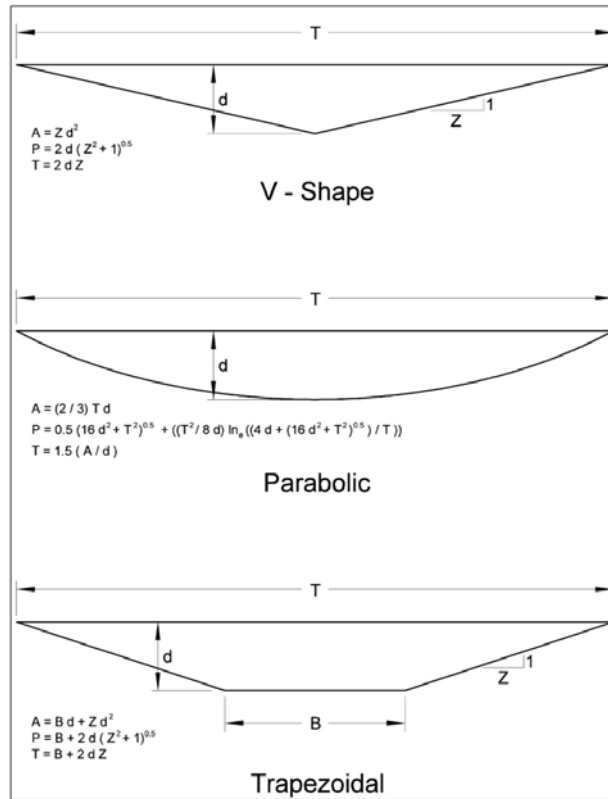 T
d
1
Z
A = Z d²
P = 2 d ( Z² + 1)⁰·⁵
T = 2 d Z
V - Shape
T
d
A = (2 / 3) T d
P = 0.5 (16 d² + T²)⁰·⁵ + ((T²/ 8 d) lnₑ ((4 d + (16 d² + T²)⁰·⁵ ) / T ))
T = 1.5 ( A / d )
Parabolic
T
d
1
Z
B
A = B d + Z d²
P = B + 2 d ( Z² + 1)⁰·⁵
T = B + 2 d Z
Trapezoidal